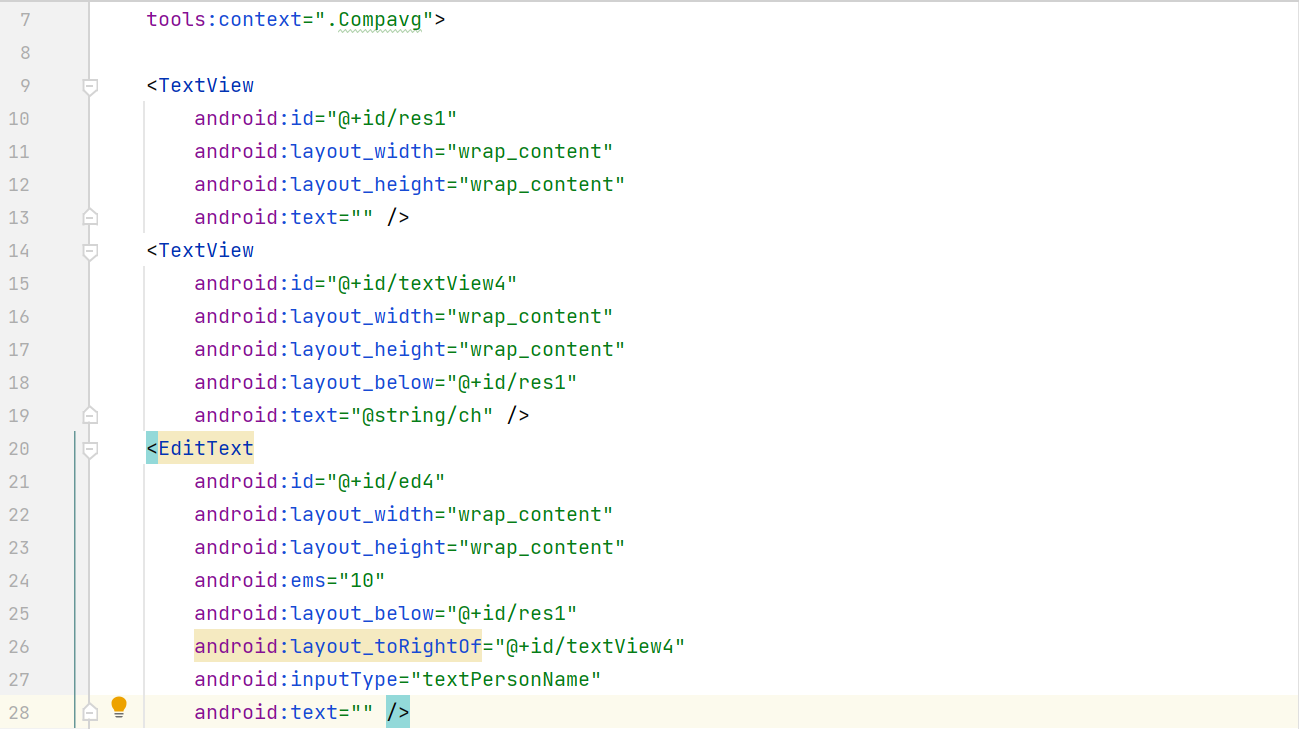 7 tools:context=".Compavg">
8
9 <TextView
10 android:id="@+id/res1"
11 android:layout_width="wrap_content"
12 android:layout_height="wrap_content"
13 android:text="" />
14 <TextView
15 android:id="@+id/textView4"
16 android:layout_width="wrap_content"
17 android:layout_height="wrap_content"
18 android:layout_below="@+id/res1"
19 android:text="@string/ch" />
20 <EditText
21 android:id="@+id/ed4"
22 android:layout_width="wrap_content"
23 android:layout_height="wrap_content"
24 android:ems="10"
25 android:layout_below="@+id/res1"
26 android:layout_toRightOf="@+id/textView4"
27 android:inputType="textPersonName"
28 android:text="" />